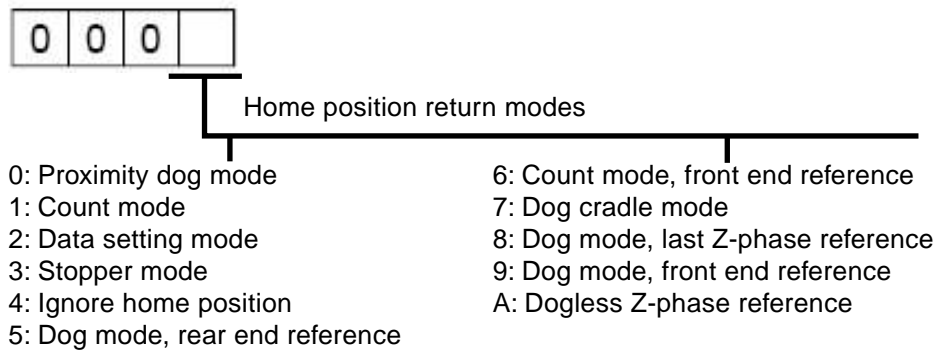 0 0 0
Home position return modes
0: Proximity dog mode
1: Count mode
2: Data setting mode
3: Stopper mode
4: Ignore home position
5: Dog mode, rear end reference
6: Count mode, front end reference
7: Dog cradle mode
8: Dog mode, last Z-phase reference
9: Dog mode, front end reference
A: Dogless Z-phase reference